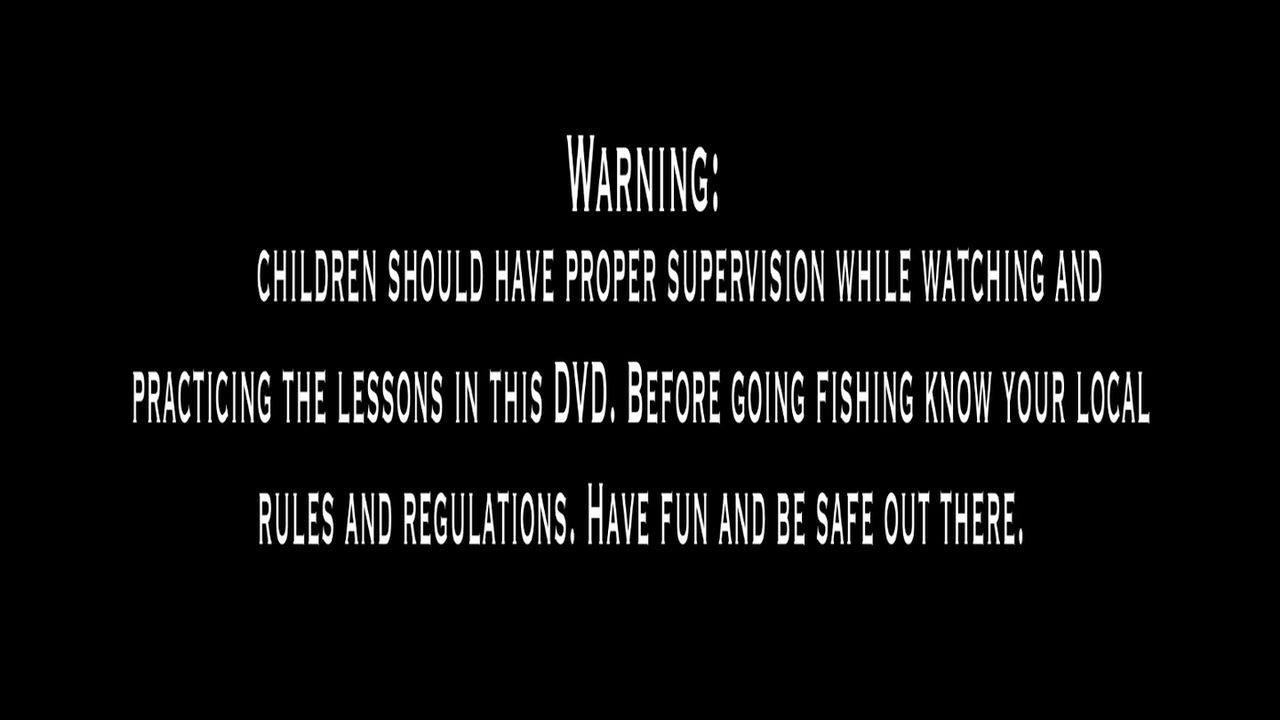 Warning:
children should have proper supervision while watching and
practicing the lessons in this DVD. Before going fishing know your local
rules and regulations. Have fun and be safe out there.